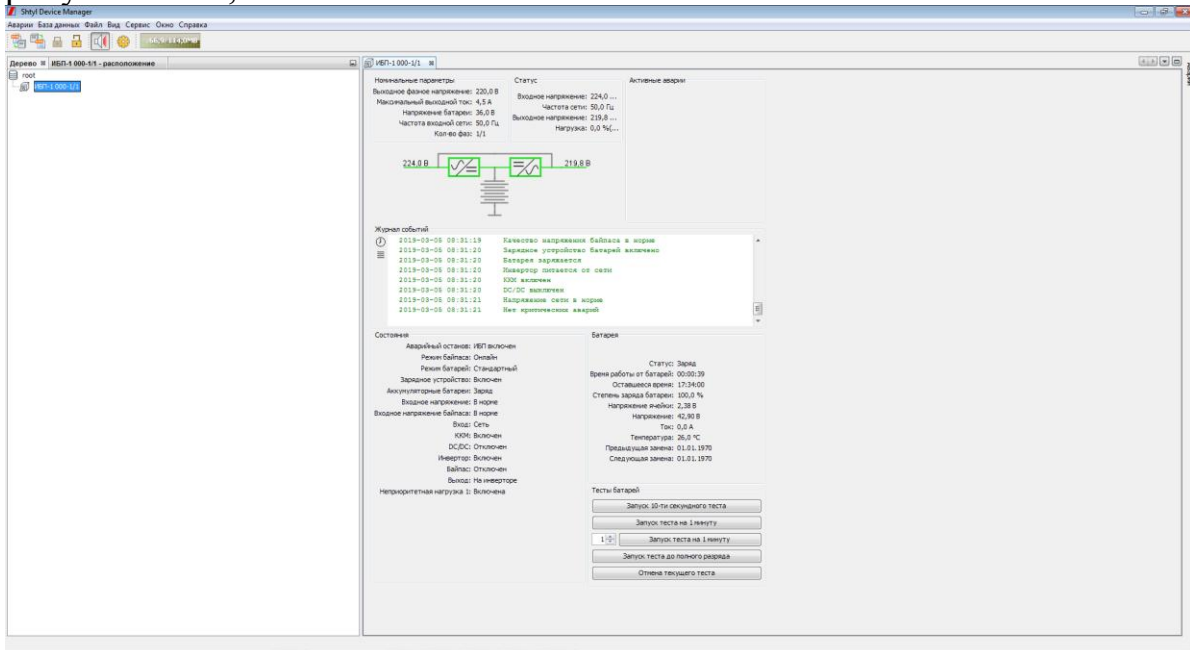 Shtyl Device Manager
Аварии База данных Файл Вид Сервис Окно Справка
Дерево ИБП-1 000-1/1 - расположение
root
ИБП-1 000-1/1
ИБП-1 000-1/1
Номинальные параметры
Выходное фазное напряжение: 220,0 В
Максимальный выходной ток: 4,5 А
Напряжение батареи: 36,0 В
Частота входной сети: 50,0 Гц
Кол-во фаз: 1/1
Статус
Входное напряжение: 224,0 ...
Частота сети: 50,0 Гц
Выходное напряжение: 219,8 ...
Нагрузка: 0,0 %(...
Активные аварии
224,0 В
219,8 В
Журнал событий
2019-03-05 08:31:19 Качество напряжения байпаса в норме
2019-03-05 08:31:20 Зарядное устройство батарей включено
2019-03-05 08:31:20 Батарея заряжается
2019-03-05 08:31:20 Инвертор питается от сети
2019-03-05 08:31:20 ККМ включен
2019-03-05 08:31:20 DC/DC выключен
2019-03-05 08:31:21 Напряжение сети в норме
2019-03-05 08:31:21 Нет критических аварий
Состояния
Аварийный останов: ИБП включен
Режим байпаса: Онлайн
Режим батарей: Стандартный
Зарядное устройство: Включен
Аккумуляторные батареи: Заряд
Входное напряжение: В норме
Входное напряжение байпаса: В норме
Вход: Сеть
ККМ: Включен
DC/DC: Отключен
Инвертор: Включен
Байпас: Отключен
Выход: На инверторе
Неприоритетная нагрузка 1: Включена
Батарея
Статус: Заряд
Время работы от батарей: 00:00:39
Оставшееся время: 17:34:00
Степень заряда батареи: 100,0 %
Напряжение ячейки: 2,38 В
Напряжение: 42,90 В
Ток: 0,0 А
Температура: 26,0 °C
Предыдущая замена: 01.01.1970
Следующая замена: 01.01.1970
Тесты батарей
Запуск 10-ти секундного теста
Запуск теста на 1 минуту
1 Запуск теста на 1 минуту
Запуск теста до полного разряда
Отмена текущего теста